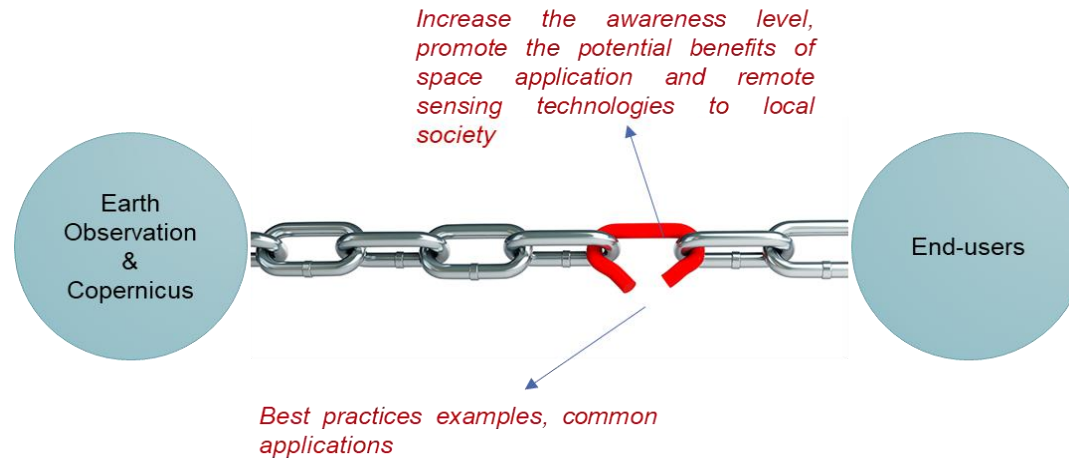 Increase the awareness level,
promote the potential benefits of
space application and remote
sensing technologies to local
society
Earth
Observation
&
Copernicus
End-users
Best practices examples, common
applications